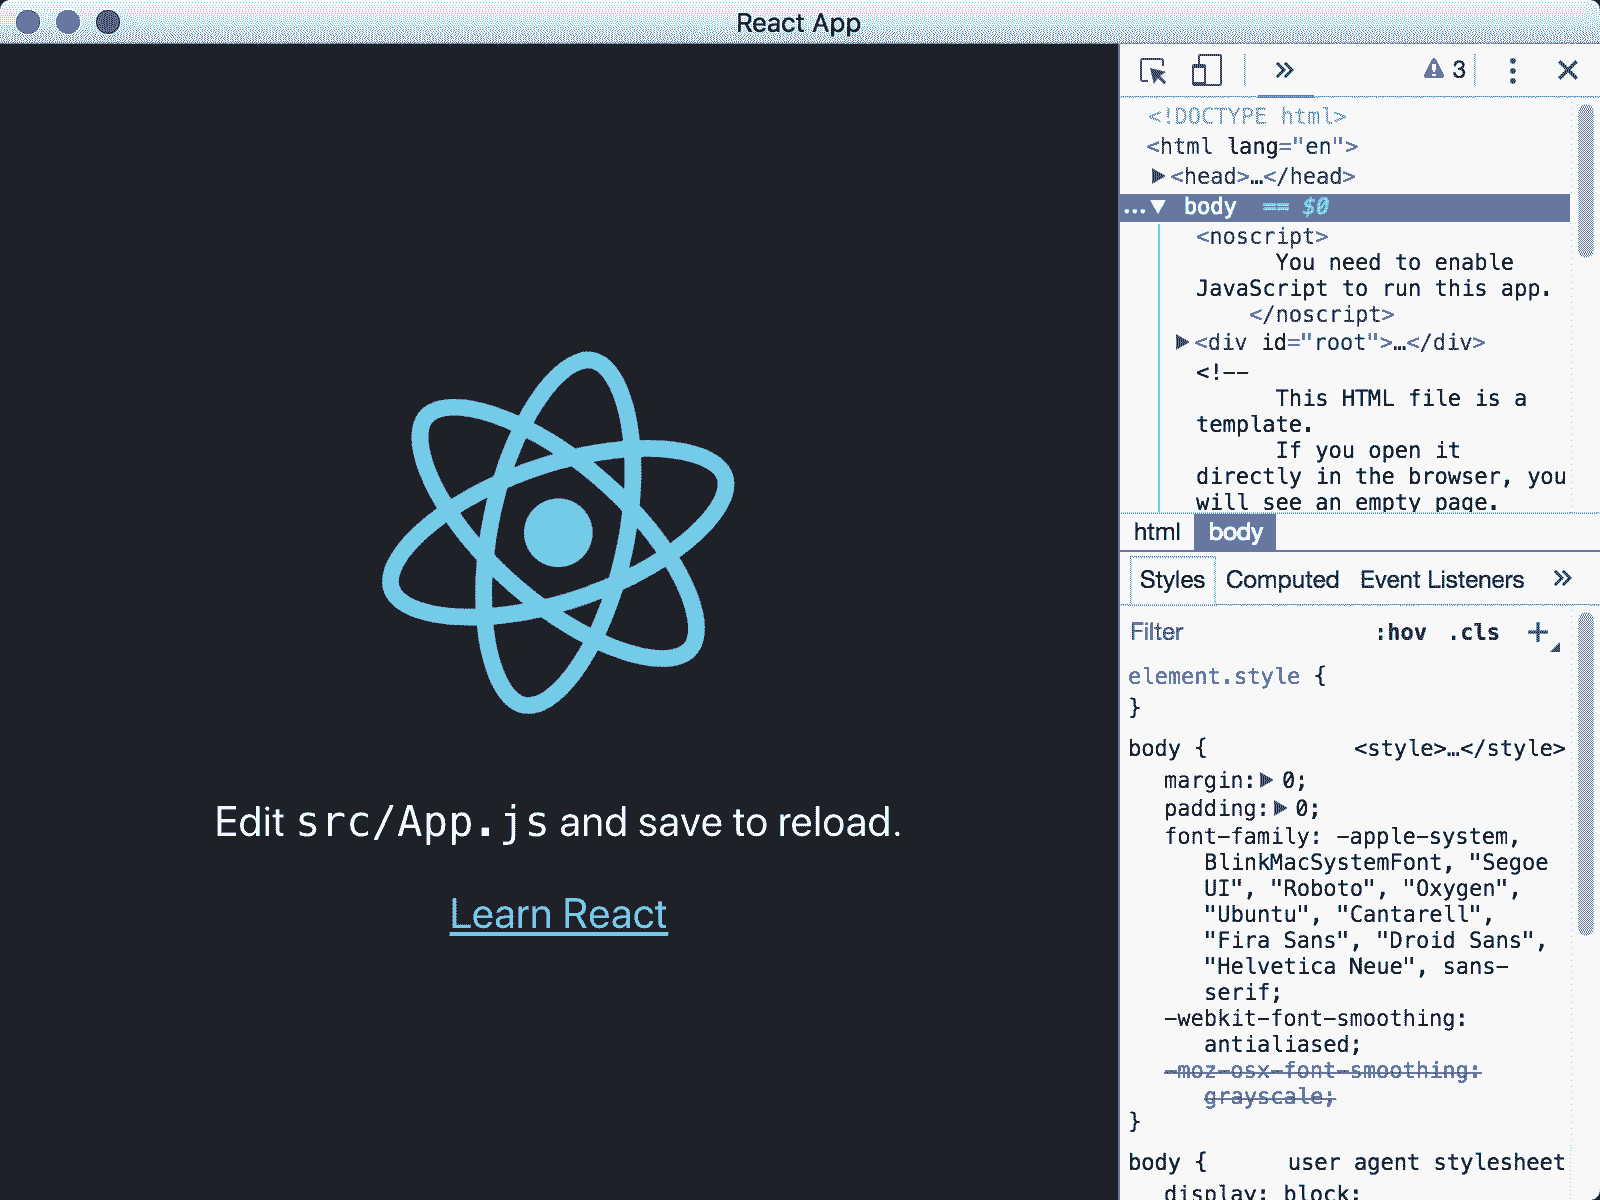 React App
Edit src/App.js and save to reload.
Learn React
3
<!DOCTYPE html>
<html lang="en">
<head>…</head>
… body == $0
<noscript>
You need to enable
JavaScript to run this app.
</noscript>
<div id="root">…</div>
<!--
This HTML file is a
template.
If you open it
directly in the browser, you
will see an empty page.
html body
Styles Computed Event Listeners »
Filter :hov .cls +
element.style {
}
body { <style>…</style>
margin: 0;
padding: 0;
font-family: -apple-system,
BlinkMacSystemFont, "Segoe
UI", "Roboto", "Oxygen",
"Ubuntu", "Cantarell",
"Fira Sans", "Droid Sans",
"Helvetica Neue", sans-
serif;
-webkit-font-smoothing:
antialiased;
-moz-osx-font-smoothing:
grayscale;
}
body { user agent stylesheet
display: block;